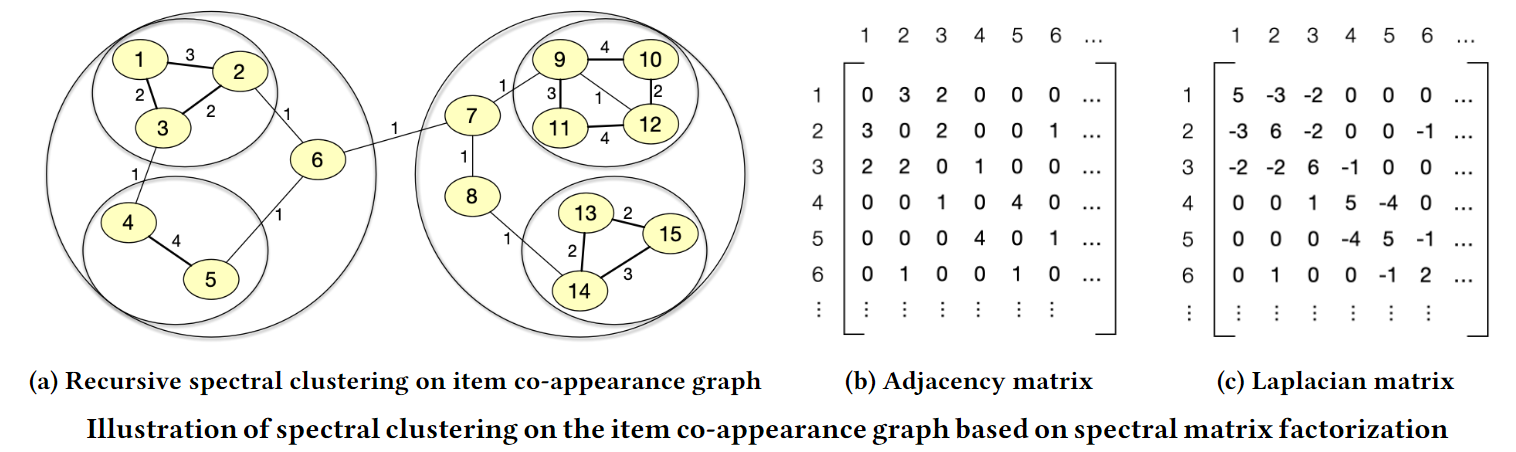 1 2 3 4 5 6 ...
1 0 3 2 0 0 0 ...
2 3 0 2 0 0 1 ...
3 2 2 0 1 0 0 ...
4 0 0 1 0 4 0 ...
5 0 0 0 4 0 1 ...
6 0 1 0 0 1 0 ...
⋮ ⋮ ⋮ ⋮ ⋮ ⋮ ⋮
1 2 3 4 5 6 ...
1 5 -3 -2 0 0 0 ...
2 -3 6 -2 0 0 -1 ...
3 -2 -2 6 -1 0 0 ...
4 0 0 1 5 -4 0 ...
5 0 0 0 -4 5 -1 ...
6 0 1 0 0 -1 2 ...
⋮ ⋮ ⋮ ⋮ ⋮ ⋮ ⋮
1 3 2
2 2
3 1
6 1
1
4 4
5 1
7 1
1
8 1
9 4 10
3 1 2
11 4 12
13 2
2 15
14 3
(a) Recursive spectral clustering on item co-appearance graph
(b) Adjacency matrix
(c) Laplacian matrix
Illustration of spectral clustering on the item co-appearance graph based on spectral matrix factorization